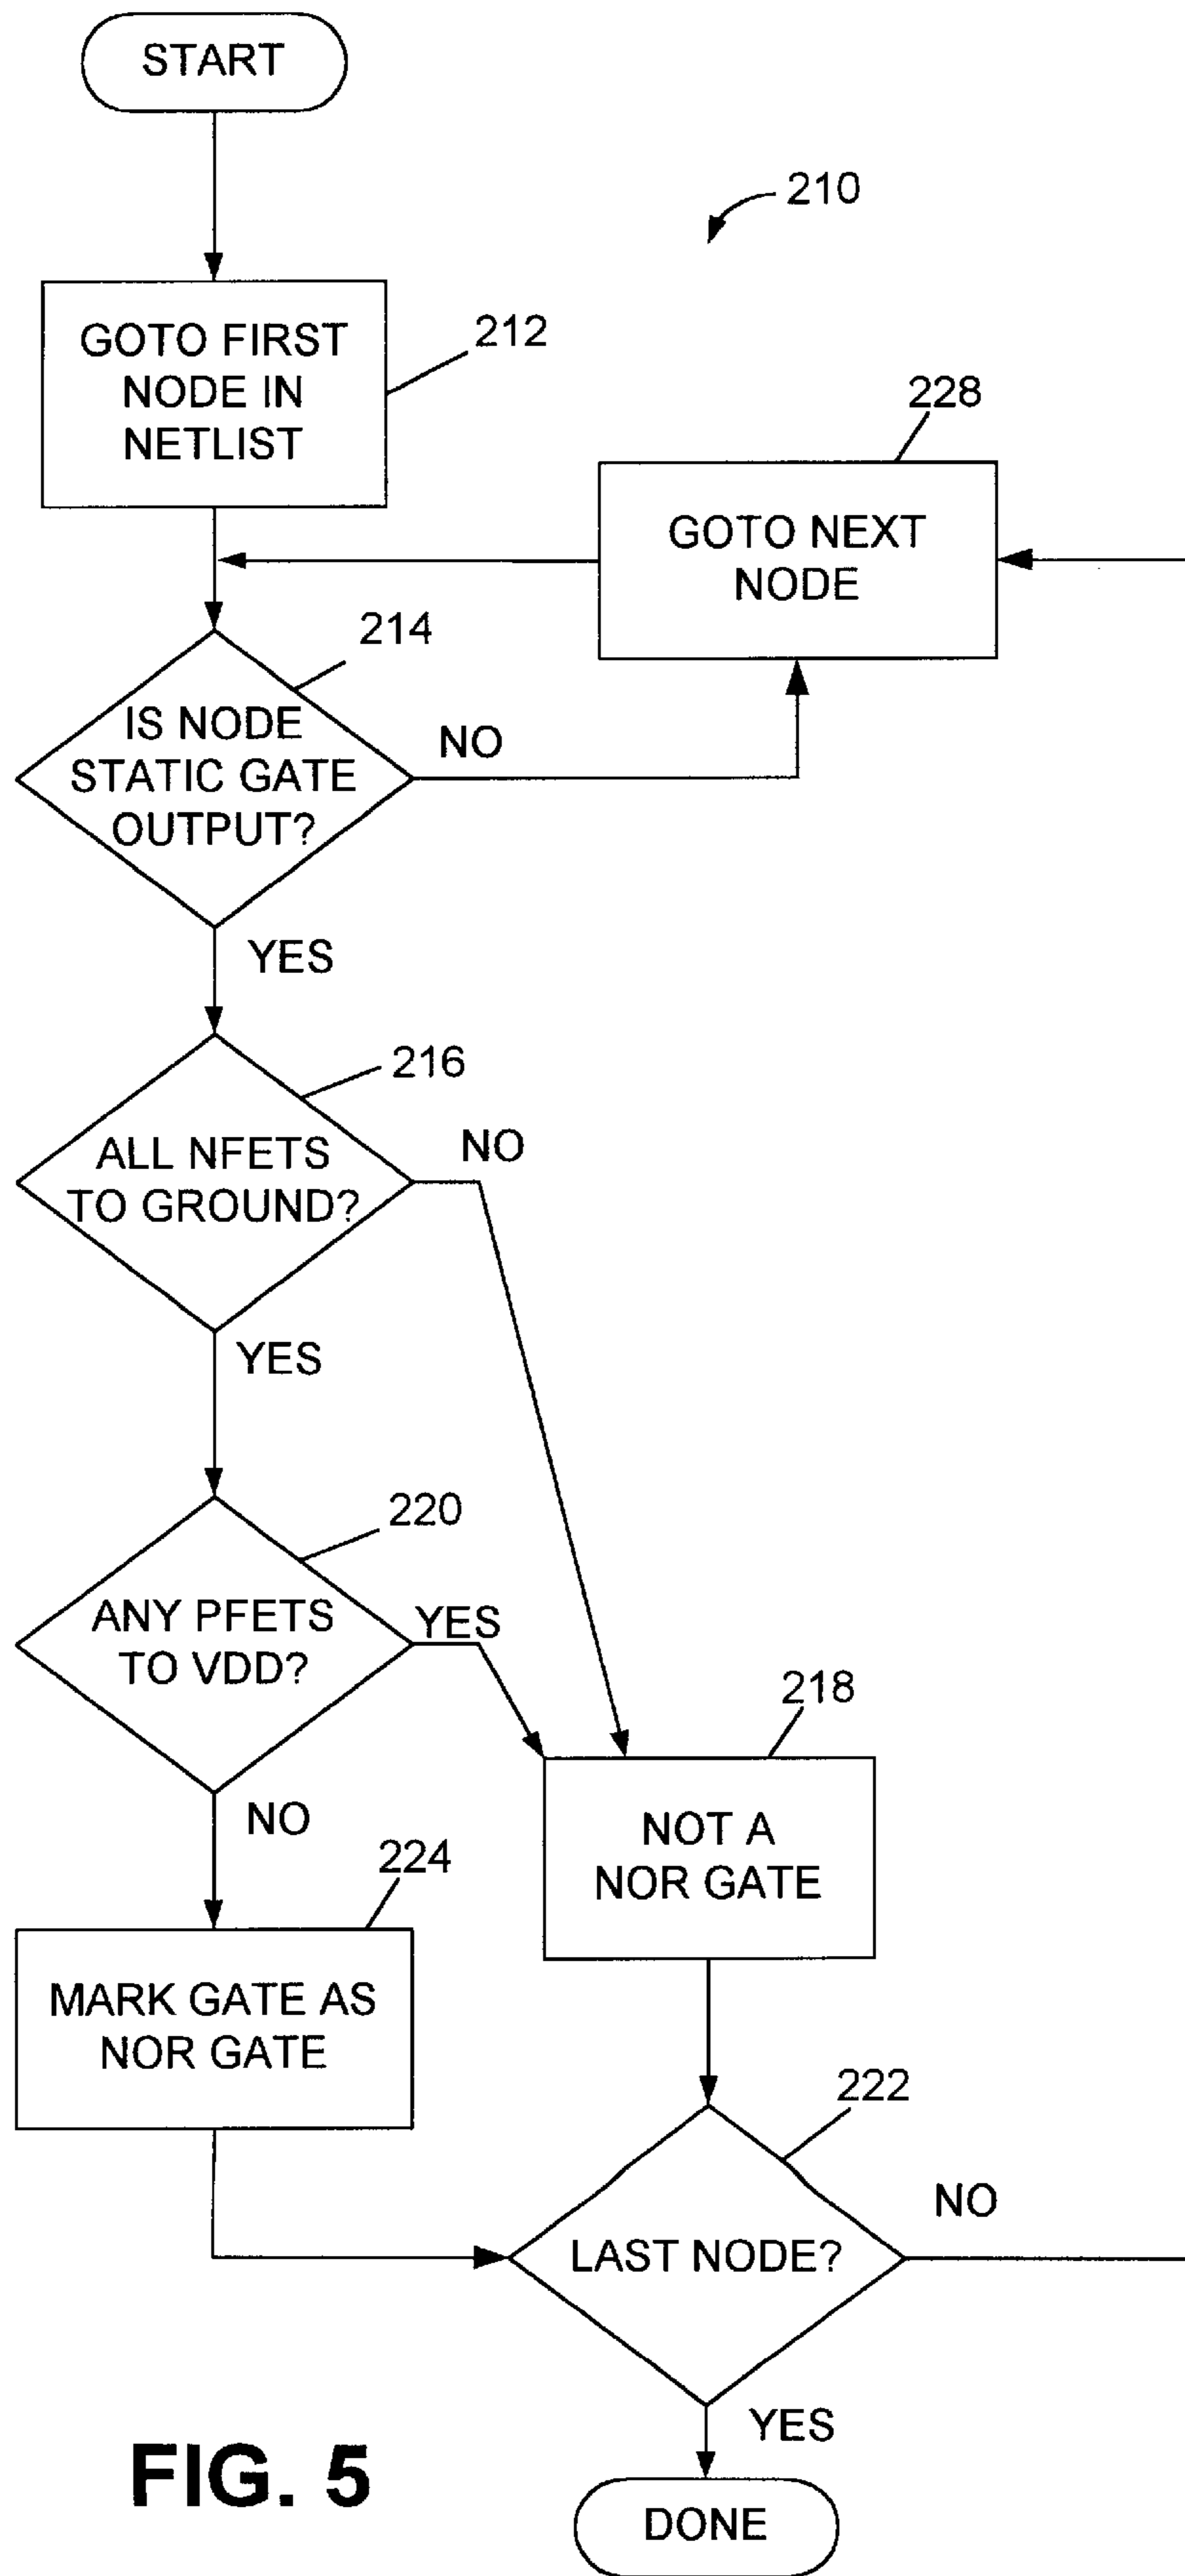 START
210
GOTO FIRST
NODE IN
NETLIST
212
228
GOTO NEXT
NODE
214
IS NODE
STATIC GATE
OUTPUT?
NO
YES
216
ALL NFETS
TO GROUND?
NO
YES
220
ANY PFETS
TO VDD?
YES
NO
218
NOT A
NOR GATE
224
MARK GATE AS
NOR GATE
222
LAST NODE?
NO
YES
DONE
FIG. 5